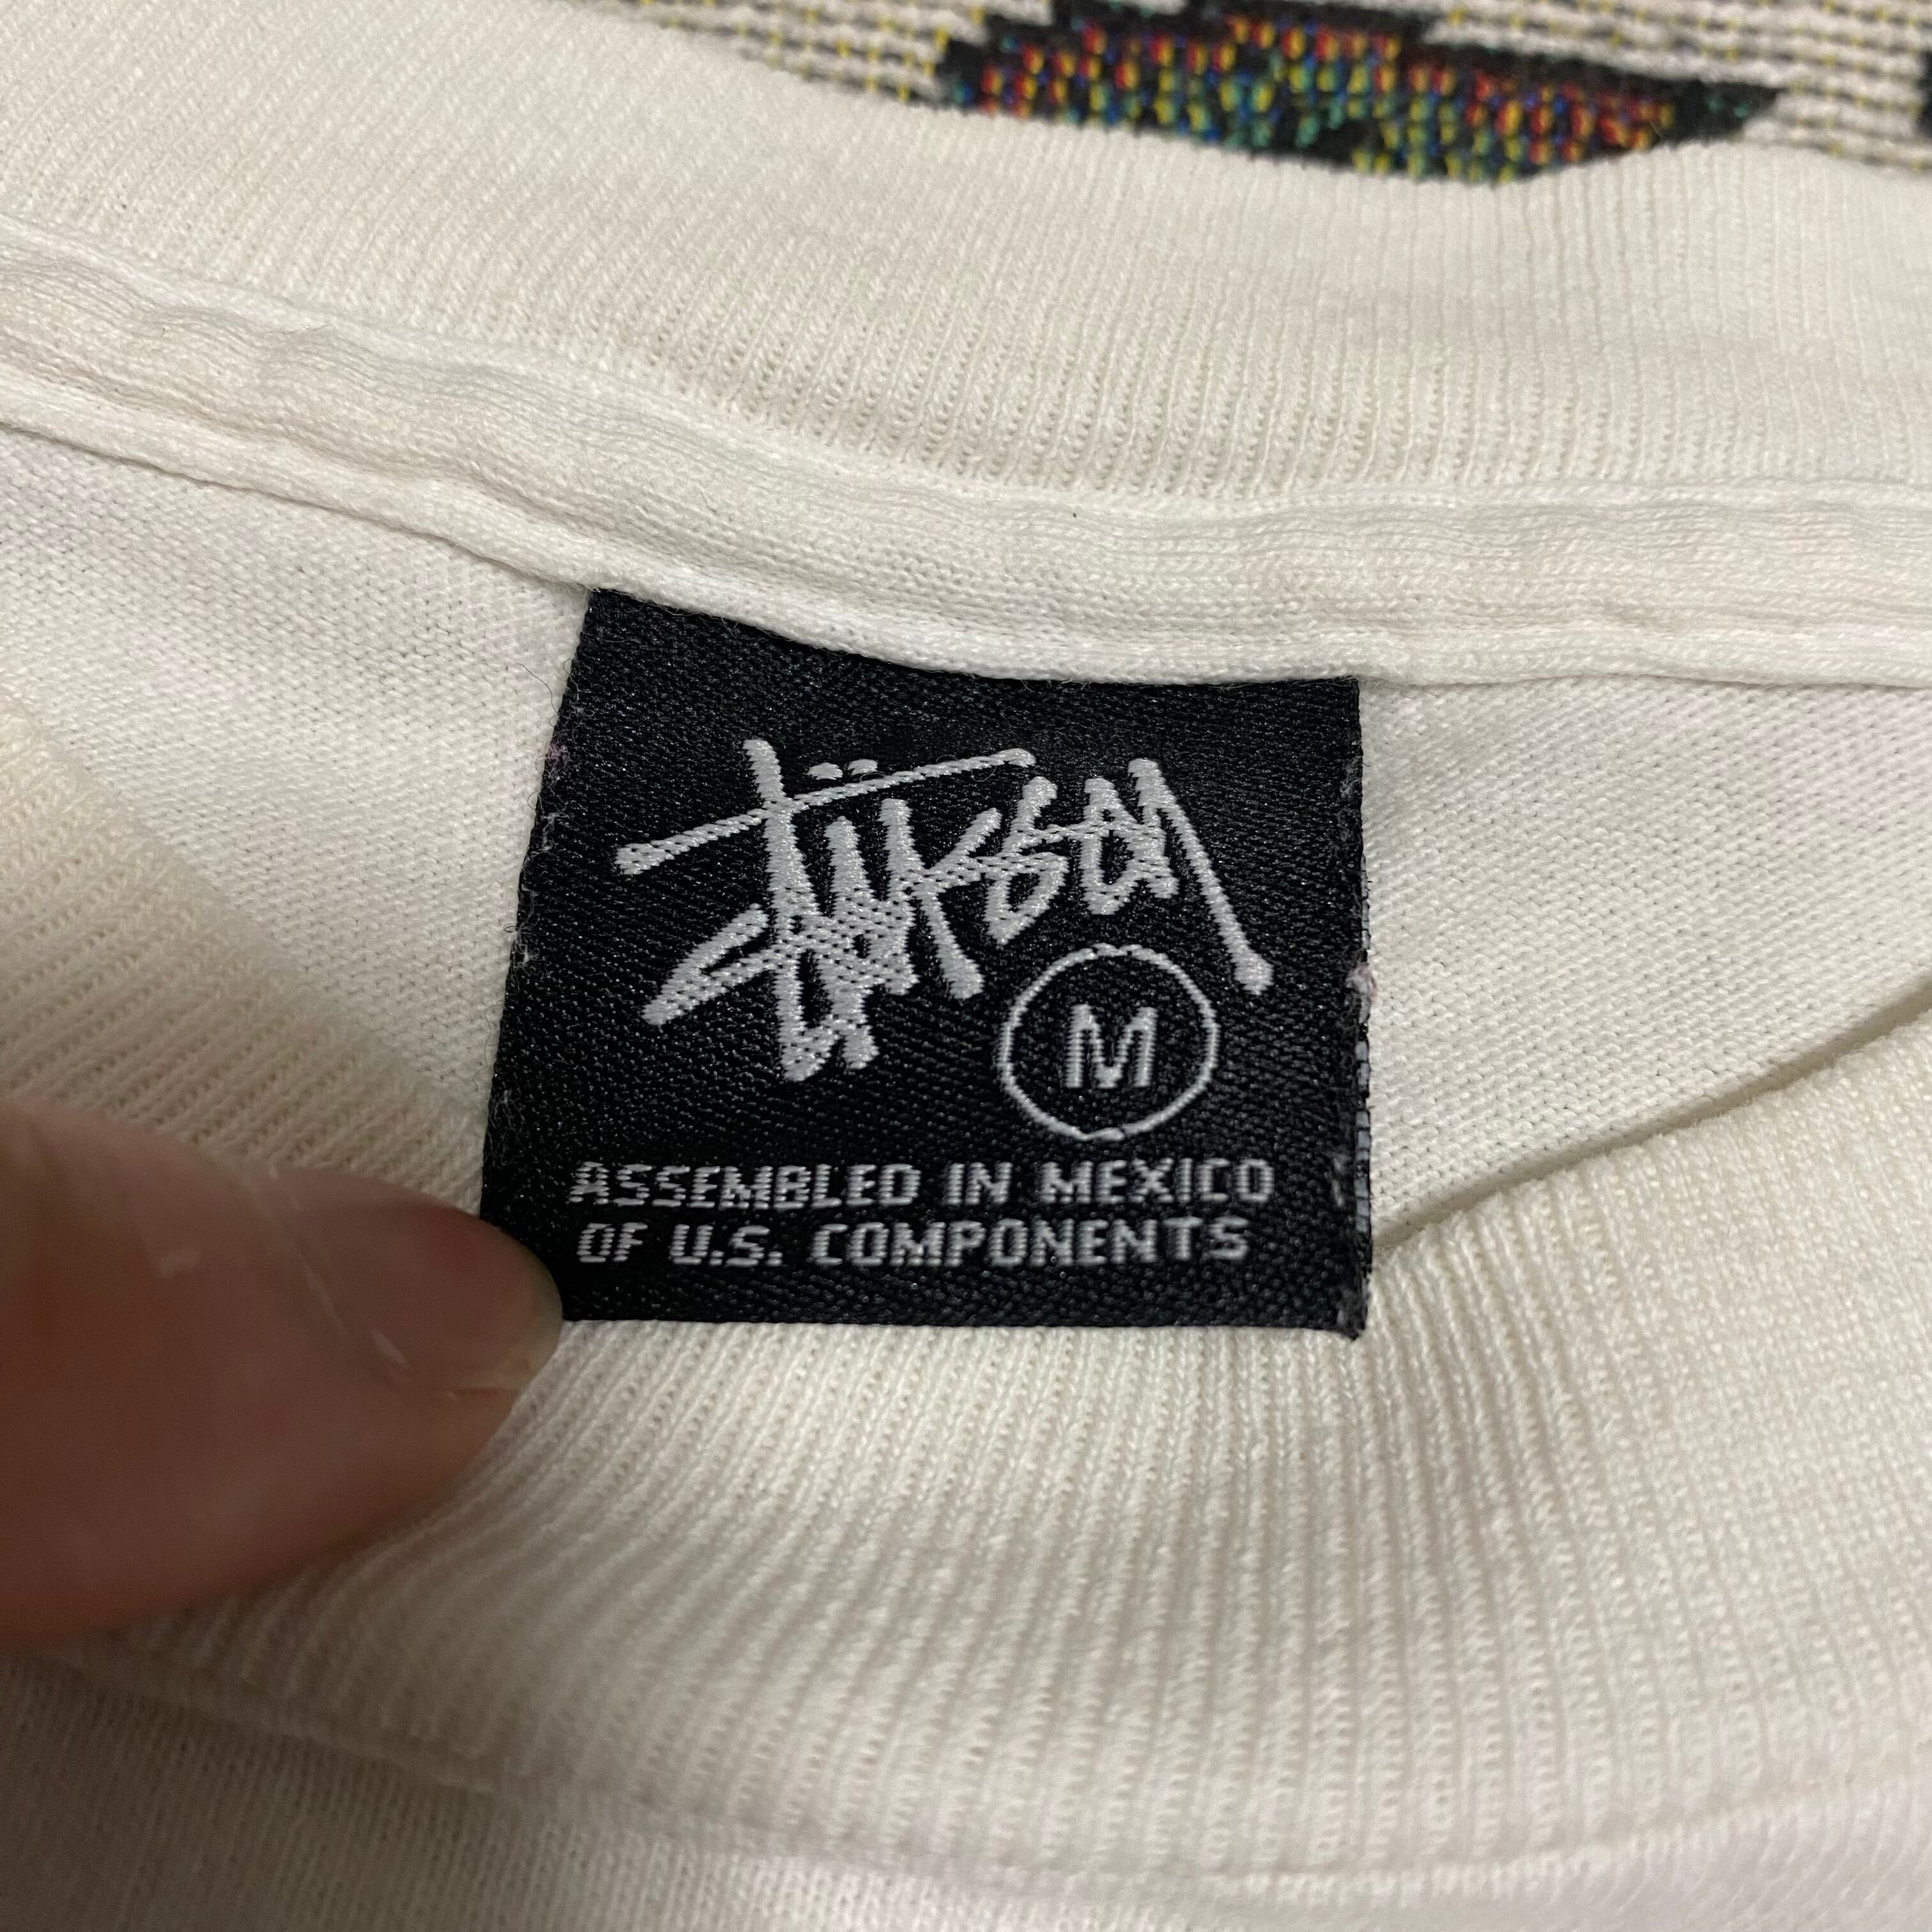 Stüssy
M
ASSEMBLED IN MEXICO
OF U.S. COMPONENTS